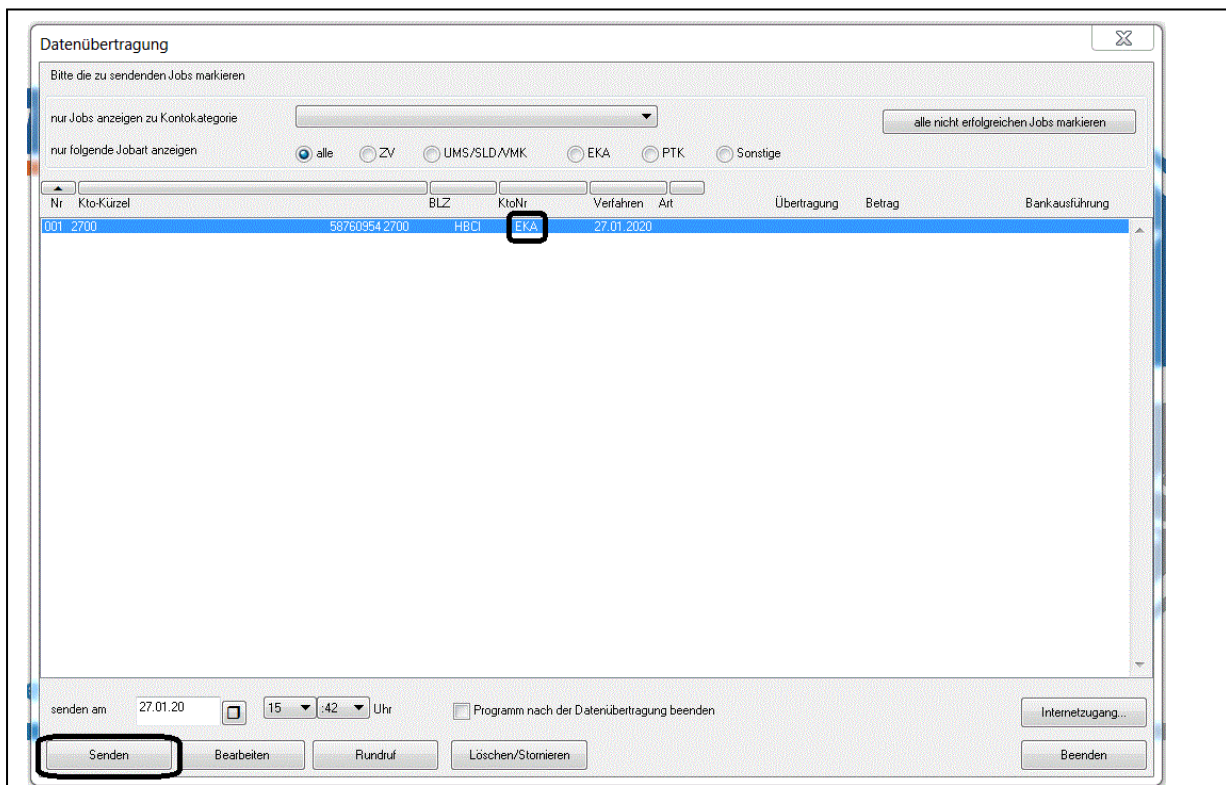 Datenübertragung
Bitte die zu sendenden Jobs markieren
nur Jobs anzeigen zu Kontokategorie
alle nicht erfolgreichen Jobs markieren
nur folgende Jobart anzeigen alle ZV UMS/SLD/VMK EKA PTK Sonstige
Nr Kto-Kürzel BLZ KtoNr Verfahren Art Übertragung Betrag Bankausführung
001 2700 58760954 2700 HBCI EKA 27.01.2020
senden am 27.01.20 15 :42 Uhr Programm nach der Datenübertragung beenden Internetzugang...
Senden Bearbeiten Rundruf Löschen/Stornieren Beenden